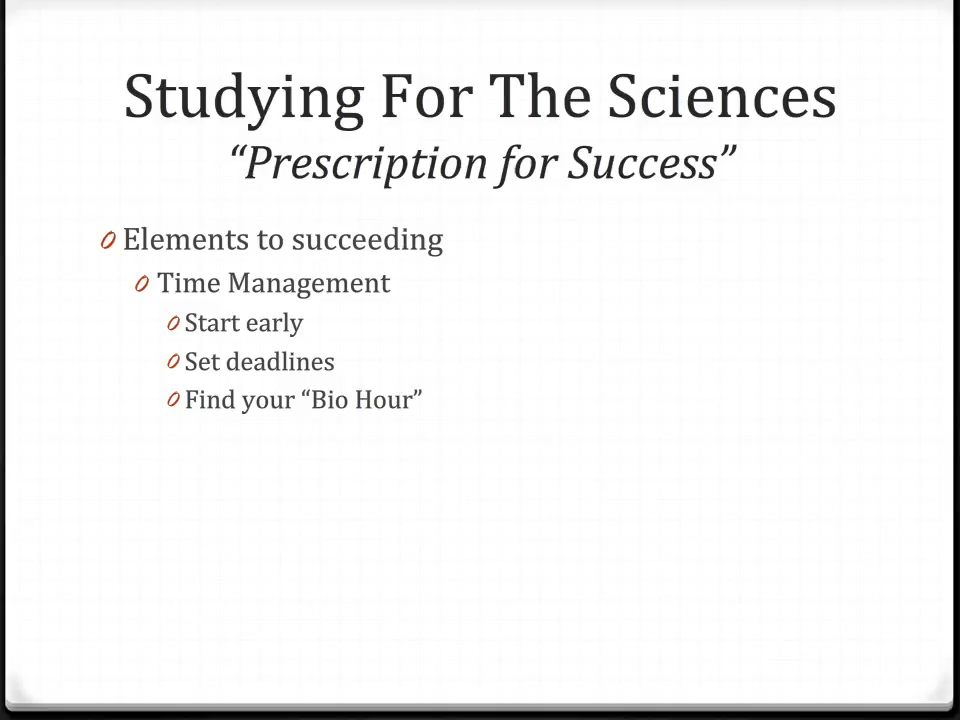 Studying For The Sciences
“Prescription for Success”
Elements to succeeding
Time Management
Start early
Set deadlines
Find your “Bio Hour”